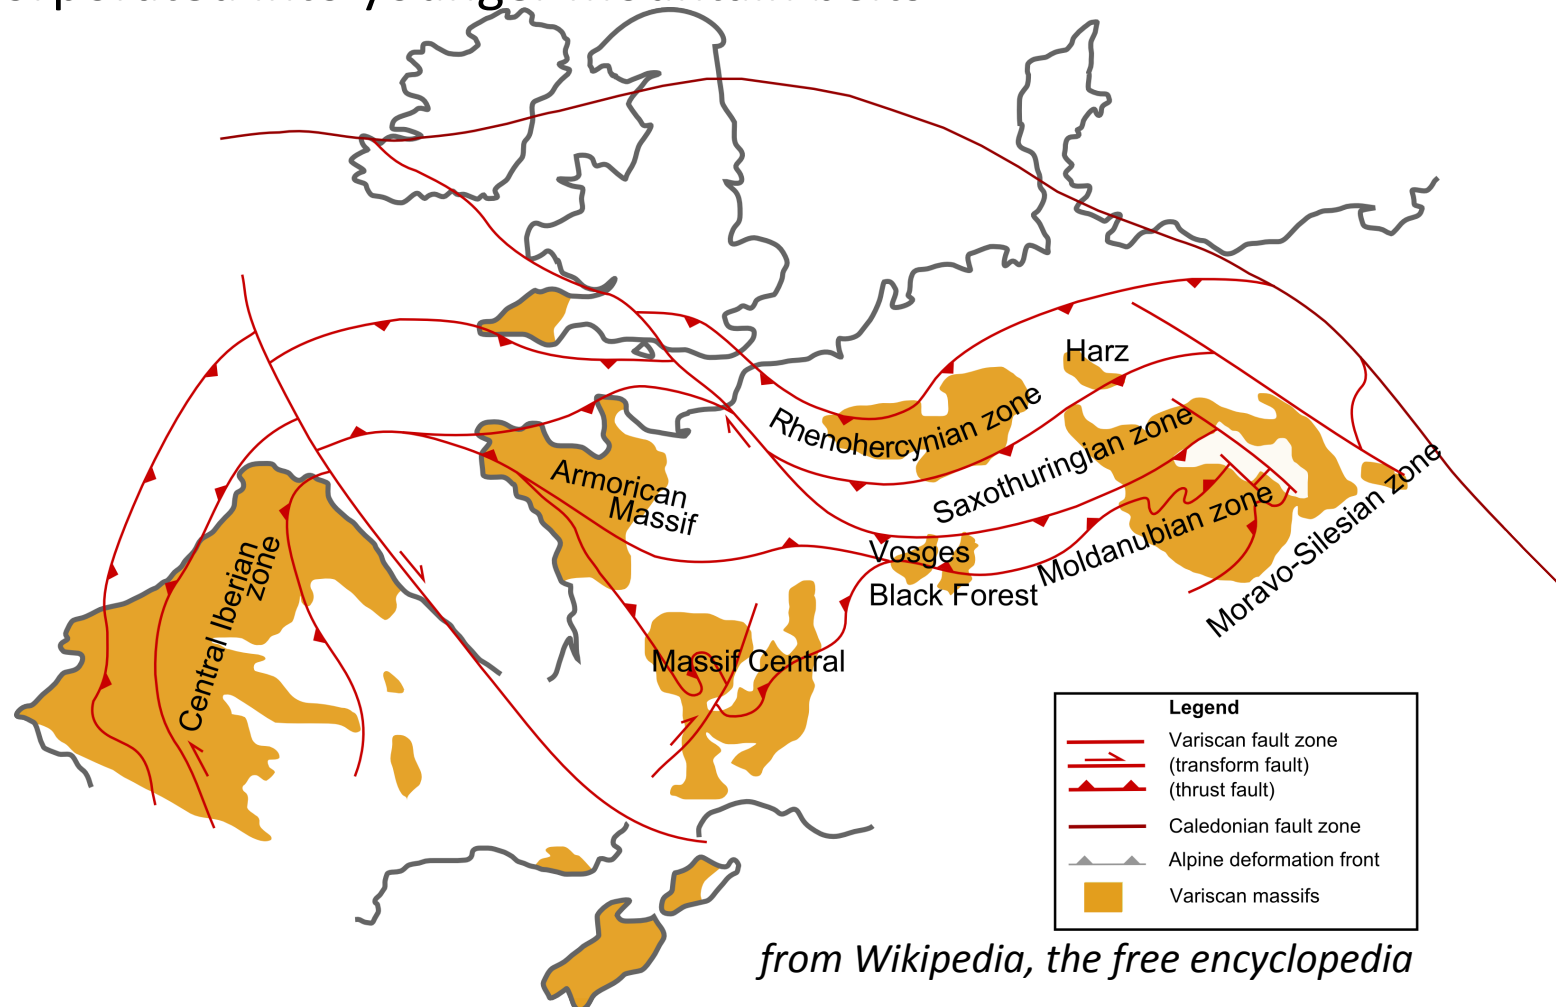 Harz
Rhenohercynian zone
Saxothuringian zone
Armorican
Massif
Vosges
Moldanubian zone
Moravo-Silesian zone
Black Forest
Central Iberian
zone
Massif Central
Legend
Variscan fault zone
(transform fault)
(thrust fault)
Caledonian fault zone
Alpine deformation front
Variscan massifs
from Wikipedia, the free encyclopedia